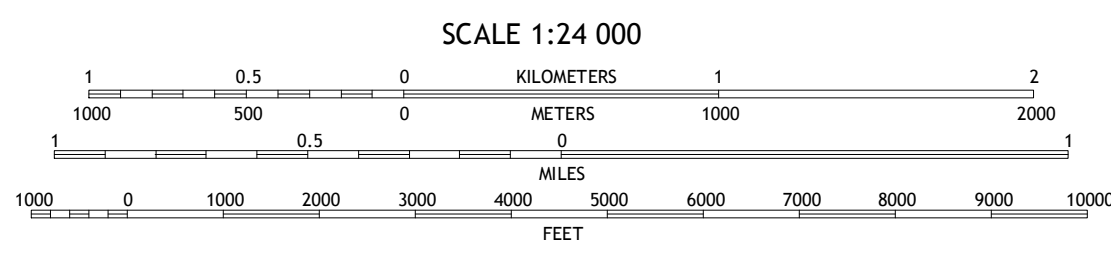 SCALE 1:24 000
1 0.5 0 KILOMETERS 1 2
1000 500 0 METERS 1000 2000
1 0.5 0 1
MILES
1000 0 1000 2000 3000 4000 5000 6000 7000 8000 9000 10000
FEET